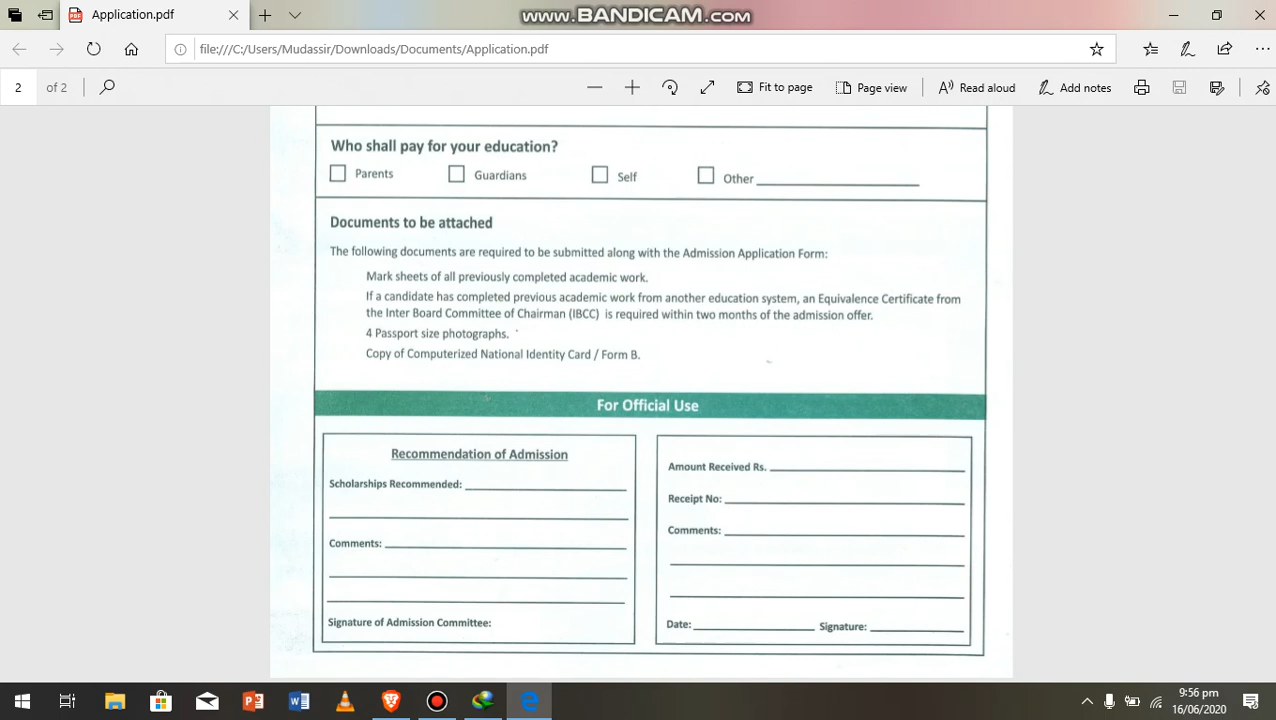 Application.pdf
www.BANDICAM.com
file:///C:/Users/Mudassir/Downloads/Documents/Application.pdf
2 of 2 Fit to page Page view Read aloud Add notes
Who shall pay for your education?
Parents Guardians Self Other
Documents to be attached
The following documents are required to be submitted along with the Admission Application Form:
Mark sheets of all previously completed academic work.
If a candidate has completed previous academic work from another education system, an Equivalence Certificate from
the Inter Board Committee of Chairman (IBCC) is required within two months of the admission offer.
4 Passport size photographs.
Copy of Computerized National Identity Card / Form B.
For Official Use
Recommendation of Admission
Scholarships Recommended:
Comments:
Signature of Admission Committee:
Amount Received Rs.
Receipt No:
Comments:
Date: Signature:
9:56 pm
16/06/2020